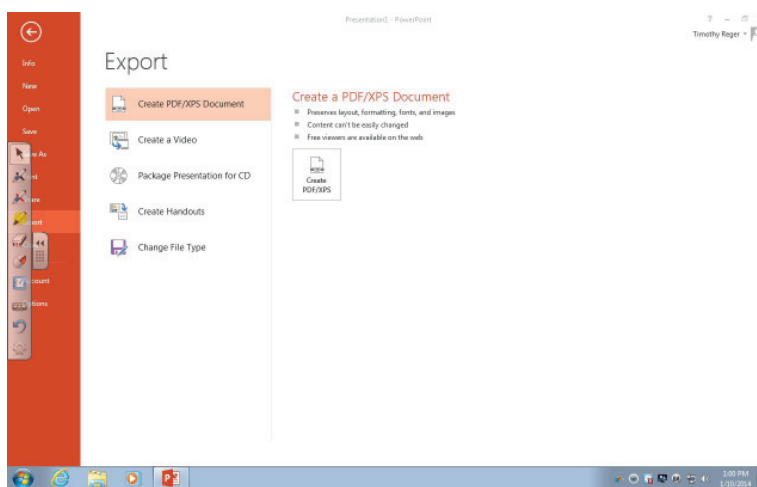 Presentation1 - PowerPoint
?
Timothy Reger
Info
New
Open
Save
Export
Create PDF/XPS Document
Create a Video
Package Presentation for CD
Create Handouts
Change File Type
Create a PDF/XPS Document
Preserves layout, formatting, fonts, and images
Content can't be easily changed
Free viewers are available on the web
Create
PDF/XPS
1:00 PM
1/19/2014